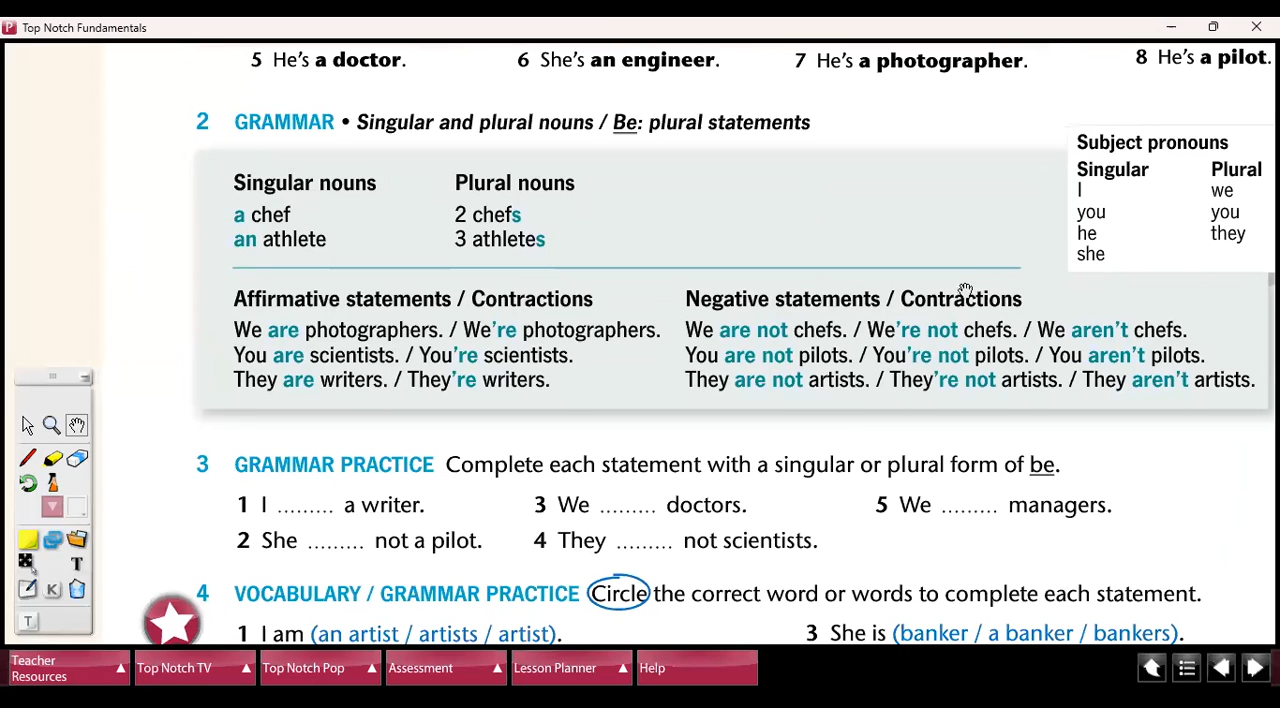 Top Notch Fundamentals
5 He's a doctor. 6 She's an engineer. 7 He's a photographer. 8 He's a pilot.
2 GRAMMAR • Singular and plural nouns / Be: plural statements
Subject pronouns
Singular Plural
I we
you you
he they
she
Singular nouns Plural nouns
a chef 2 chefs
an athlete 3 athletes
Affirmative statements / Contractions
We are photographers. / We're photographers.
You are scientists. / You're scientists.
They are writers. / They're writers.
Negative statements / Contractions
We are not chefs. / We're not chefs. / We aren't chefs.
You are not pilots. / You're not pilots. / You aren't pilots.
They are not artists. / They're not artists. / They aren't artists.
3 GRAMMAR PRACTICE Complete each statement with a singular or plural form of be.
1 I ......... a writer. 3 We ......... doctors. 5 We ......... managers.
2 She ......... not a pilot. 4 They ......... not scientists.
4 VOCABULARY / GRAMMAR PRACTICE Circle the correct word or words to complete each statement.
1 I am (an artist / artists / artist). 3 She is (banker / a banker / bankers).
T
K
T
Teacher Resources
Top Notch TV
Top Notch Pop
Assessment
Lesson Planner
Help